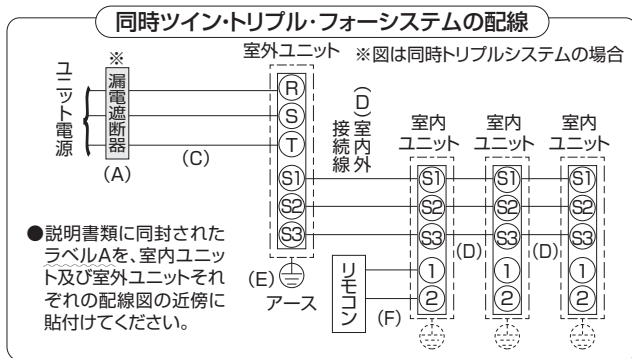 同時ツイン･トリプル･フォーシステムの配線
※図は同時トリプルシステムの場合
ユニット電源
※
漏電遮断器
(A)
(C)
室外ユニット
R
S
T
S1
S2
S3
(E)
アース
(D)室内外
接続線
室内
ユニット
S1
S2
S3
1
2
(D)
室内
ユニット
S1
S2
S3
1
2
(D)
室内
ユニット
S1
S2
S3
1
2
リモコン
(F)
●説明書類に同封された
ラベルAを、室内ユニッ
ト及び室外ユニットそれ
ぞれの配線図の近傍に
貼付けてください。